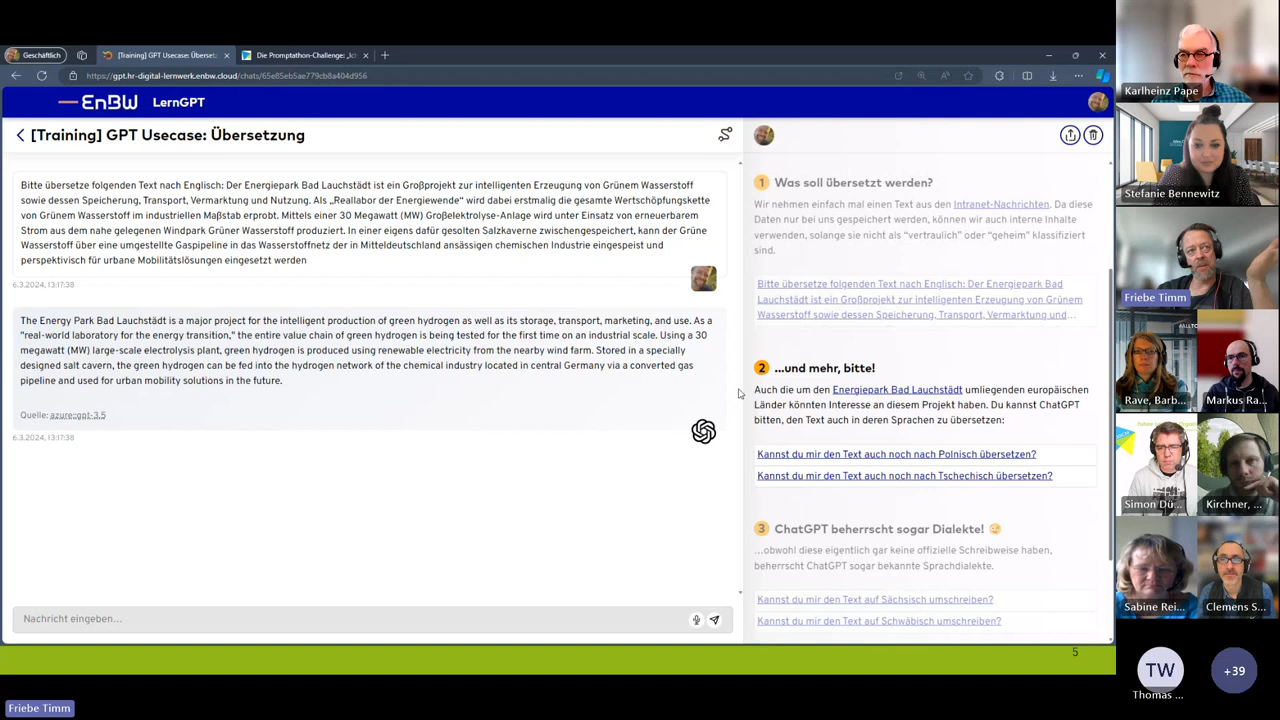 Geschäftlich
[Training] GPT Usecase: Überset
Die Promptathon-Challenge: „Ich
https://gpt.hr-digital-lernwerk.enbw.cloud/chats/65e85eb5ae779cb8a404d956
EnBW LernGPT
[Training] GPT Usecase: Übersetzung
Bitte übersetze folgenden Text nach Englisch: Der Energiepark Bad Lauchstädt ist ein Großprojekt zur intelligenten Erzeugung von Grünem Wasserstoff
sowie dessen Speicherung, Transport, Vermarktung und Nutzung. Als „Reallabor der Energiewende“ wird dabei erstmalig die gesamte Wertschöpfungskette
von Grünem Wasserstoff im industriellen Maßstab erprobt. Mittels einer 30 Megawatt (MW) Großelektrolyse-Anlage wird unter Einsatz von erneuerbarem
Strom aus dem nahe gelegenen Windpark Grüner Wasserstoff produziert. In einer eigens dafür gesolten Salzkaverne zwischengespeichert, kann der Grüne
Wasserstoff über eine umgestellte Gaspipeline in das Wasserstoffnetz der in Mitteldeutschland ansässigen chemischen Industrie eingespeist und
perspektivisch für urbane Mobilitätslösungen eingesetzt werden
6.3.2024, 13:17:38
The Energy Park Bad Lauchstädt is a major project for the intelligent production of green hydrogen as well as its storage, transport, marketing, and use. As a
"real-world laboratory for the energy transition," the entire value chain of green hydrogen is being tested for the first time on an industrial scale. Using a 30
megawatt (MW) large-scale electrolysis plant, green hydrogen is produced using renewable electricity from the nearby wind farm. Stored in a specially
designed salt cavern, the green hydrogen can be fed into the hydrogen network of the chemical industry located in central Germany via a converted gas
pipeline and used for urban mobility solutions in the future.
Quelle: azure:gpt-3.5
6.3.2024, 13:17:38
Nachricht eingeben...
1 Was soll übersetzt werden?
Wir nehmen einfach mal einen Text aus den Intranet-Nachrichten. Da diese
Daten nur bei uns gespeichert werden, können wir auch interne Inhalte
verwenden, solange sie nicht als “vertraulich” oder “geheim” klassifiziert
sind.
Bitte übersetze folgenden Text nach Englisch: Der Energiepark Bad
Lauchstädt ist ein Großprojekt zur intelligenten Erzeugung von Grünem
Wasserstoff sowie dessen Speicherung, Transport, Vermarktung und...
2 ...und mehr, bitte!
Auch die um den Energiepark Bad Lauchstädt umliegenden europäischen
Länder könnten Interesse an diesem Projekt haben. Du kannst ChatGPT
bitten, den Text auch in deren Sprachen zu übersetzen:
Kannst du mir den Text auch noch nach Polnisch übersetzen?
Kannst du mir den Text auch noch nach Tschechisch übersetzen?
3 ChatGPT beherrscht sogar Dialekte! 😉
...obwohl diese eigentlich gar keine offizielle Schreibweise haben,
beherrscht ChatGPT sogar bekannte Sprachdialekte.
Kannst du mir den Text auf Sächsisch umschreiben?
Kannst du mir den Text auf Schwäbisch umschreiben?
5
Friebe Timm
Karlheinz Pape
Stefanie Bennewitz
Friebe Timm
Rave, Barb...
Markus Ra...
Simon Dü...
Kirchner, ...
Sabine Rei...
Clemens S...
TW
Thomas ...
+39